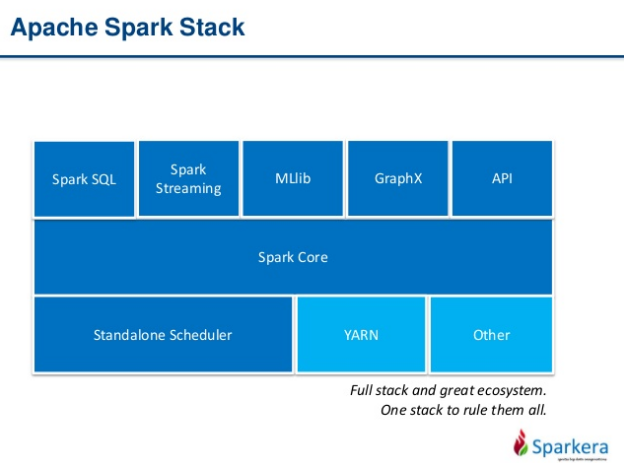 Apache Spark Stack
Spark SQL
Spark
Streaming
MLlib
GraphX
API
Spark Core
Standalone Scheduler
YARN
Other
Full stack and great ecosystem.
One stack to rule them all.
Sparkera